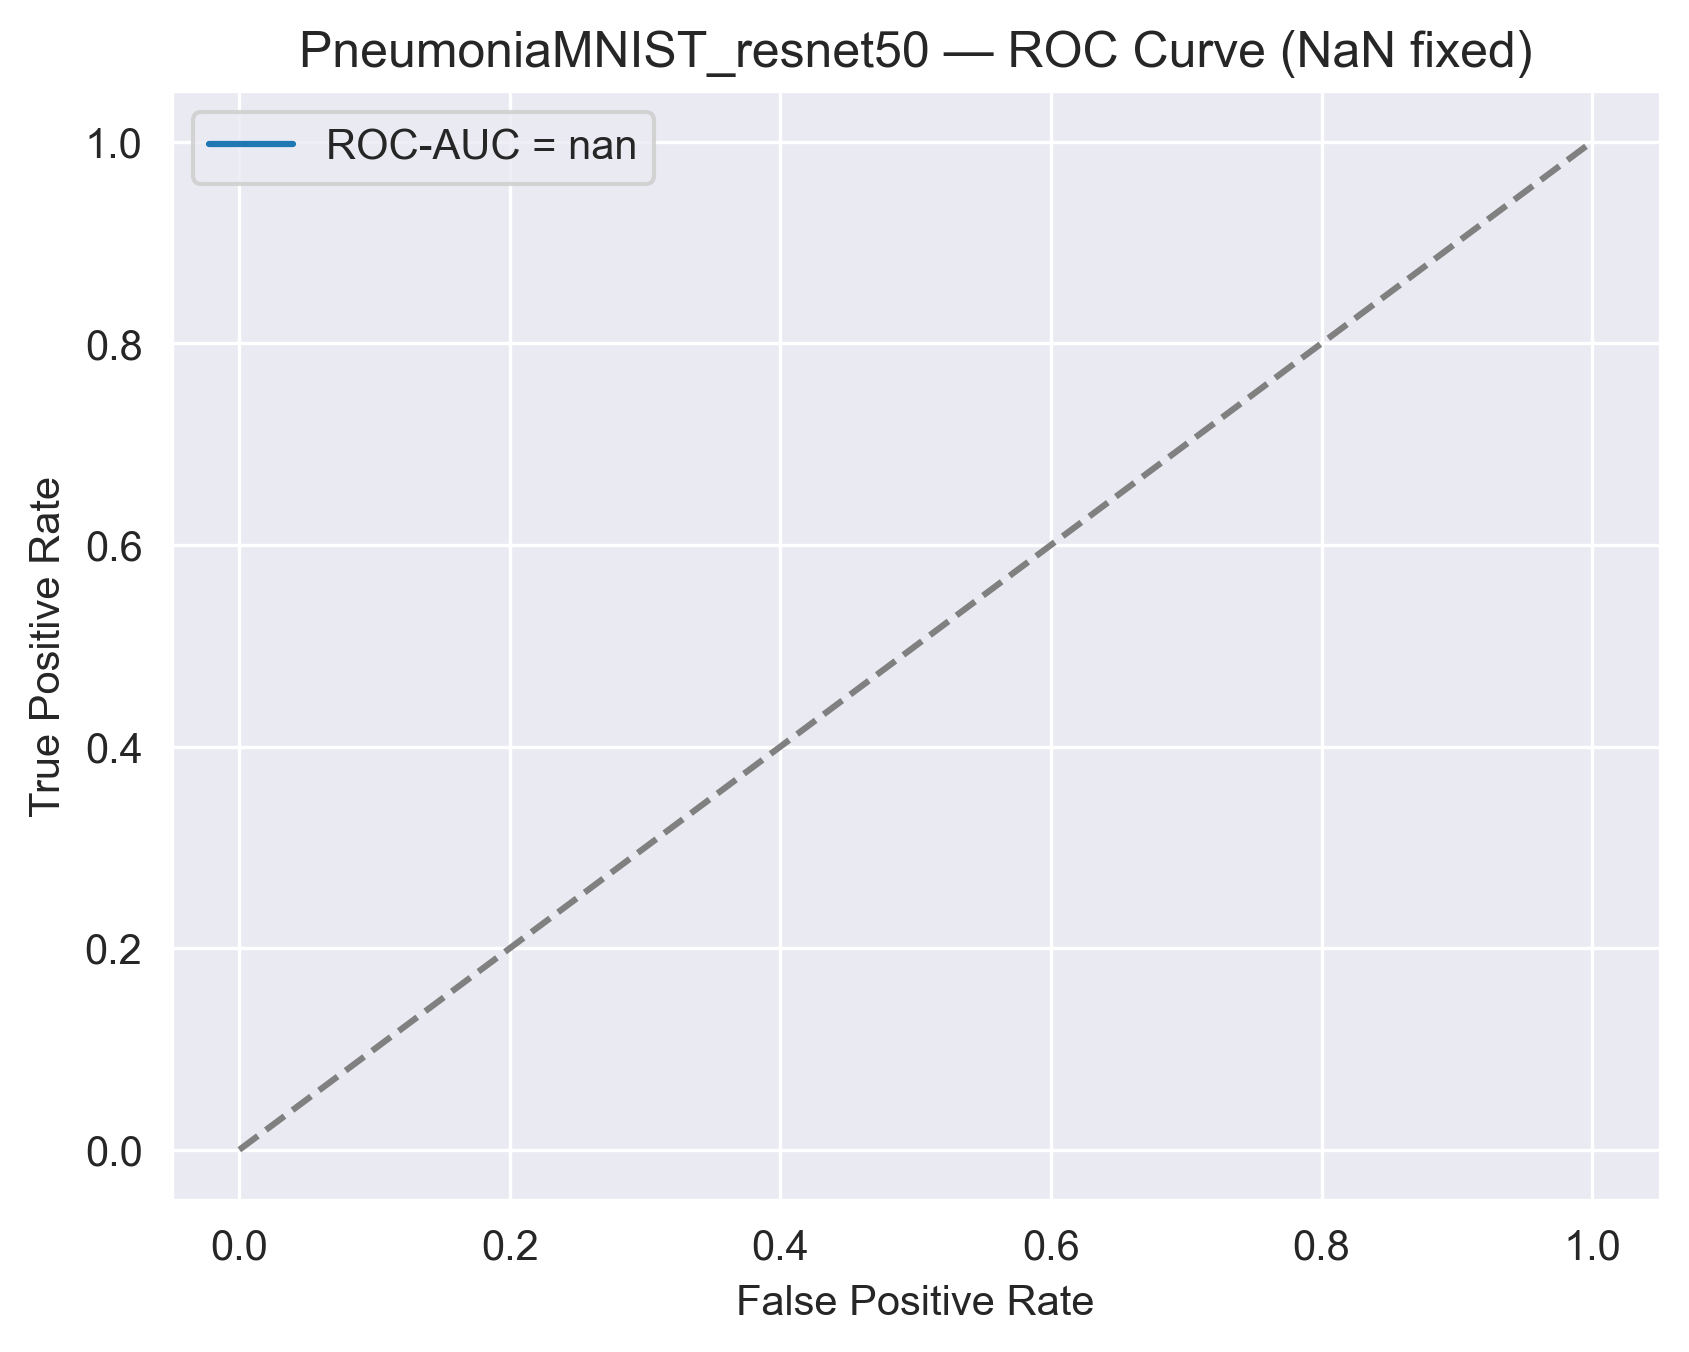 PneumoniaMNIST_resnet50 — ROC Curve (NaN fixed)
ROC-AUC = nan
True Positive Rate
1.0
0.8
0.6
0.4
0.2
0.0
0.0 0.2 0.4 0.6 0.8 1.0
False Positive Rate